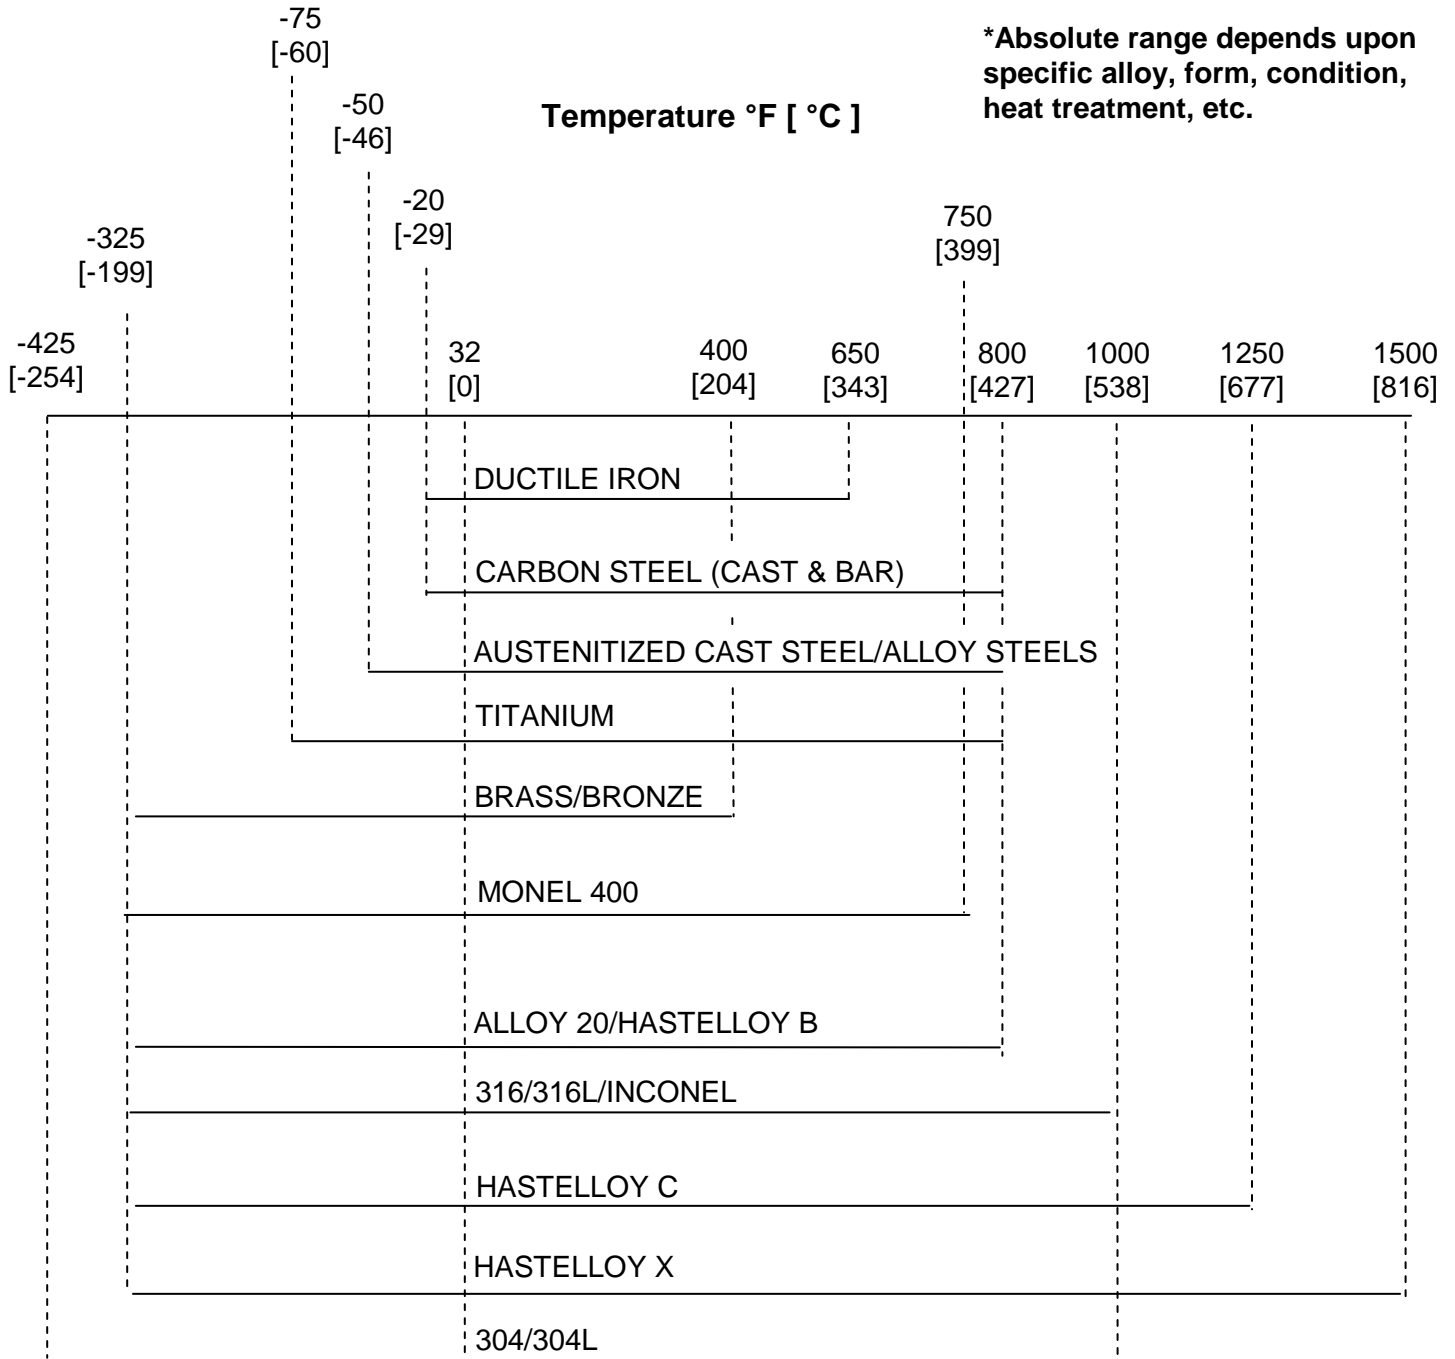 -75
[-60]
*Absolute range depends upon
specific alloy, form, condition,
heat treatment, etc.
-50
[-46]
Temperature °F [ °C ]
-20
[-29]
750
[399]
-325
[-199]
-425
[-254]
32
[0]
400
[204]
650
[343]
800
[427]
1000
[538]
1250
[677]
1500
[816]
DUCTILE IRON
CARBON STEEL (CAST & BAR)
AUSTENITIZED CAST STEEL/ALLOY STEELS
TITANIUM
BRASS/BRONZE
MONEL 400
ALLOY 20/HASTELLOY B
316/316L/INCONEL
HASTELLOY C
HASTELLOY X
304/304L